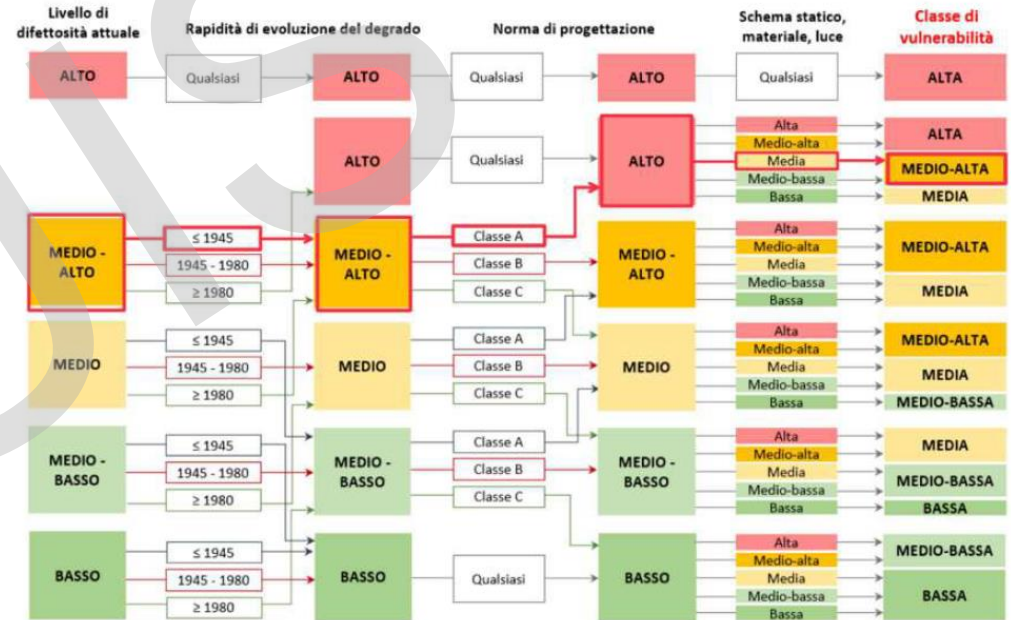 Livello di
difettosità attuale
Rapidità di evoluzione del degrado
Norma di progettazione
Schema statico,
materiale, luce
Classe di
vulnerabilità
ALTO
Qualsiasi
ALTO
Qualsiasi
ALTO
Qualsiasi
ALTA
ALTO
Qualsiasi
ALTO
Alta
Medio-alta
Media
Medio-bassa
Bassa
ALTA
MEDIO-ALTA
MEDIA
MEDIO -
ALTO
≤ 1945
1945 - 1980
≥ 1980
MEDIO -
ALTO
Classe A
Classe B
Classe C
MEDIO -
ALTO
Alta
Medio-alta
Media
Medio-bassa
Bassa
MEDIO-ALTA
MEDIA
MEDIO
≤ 1945
1945 - 1980
≥ 1980
MEDIO
Classe A
Classe B
Classe C
MEDIO
Alta
Medio-alta
Media
Medio-bassa
Bassa
MEDIO-ALTA
MEDIA
MEDIO-BASSA
MEDIO -
BASSO
≤ 1945
1945 - 1980
≥ 1980
MEDIO -
BASSO
Classe A
Classe B
Classe C
MEDIO -
BASSO
Alta
Medio-alta
Media
Medio-bassa
Bassa
MEDIA
MEDIO-BASSA
BASSA
BASSO
≤ 1945
1945 - 1980
≥ 1980
BASSO
Qualsiasi
BASSO
Alta
Medio-alta
Media
Medio-bassa
Bassa
MEDIO-BASSA
BASSA